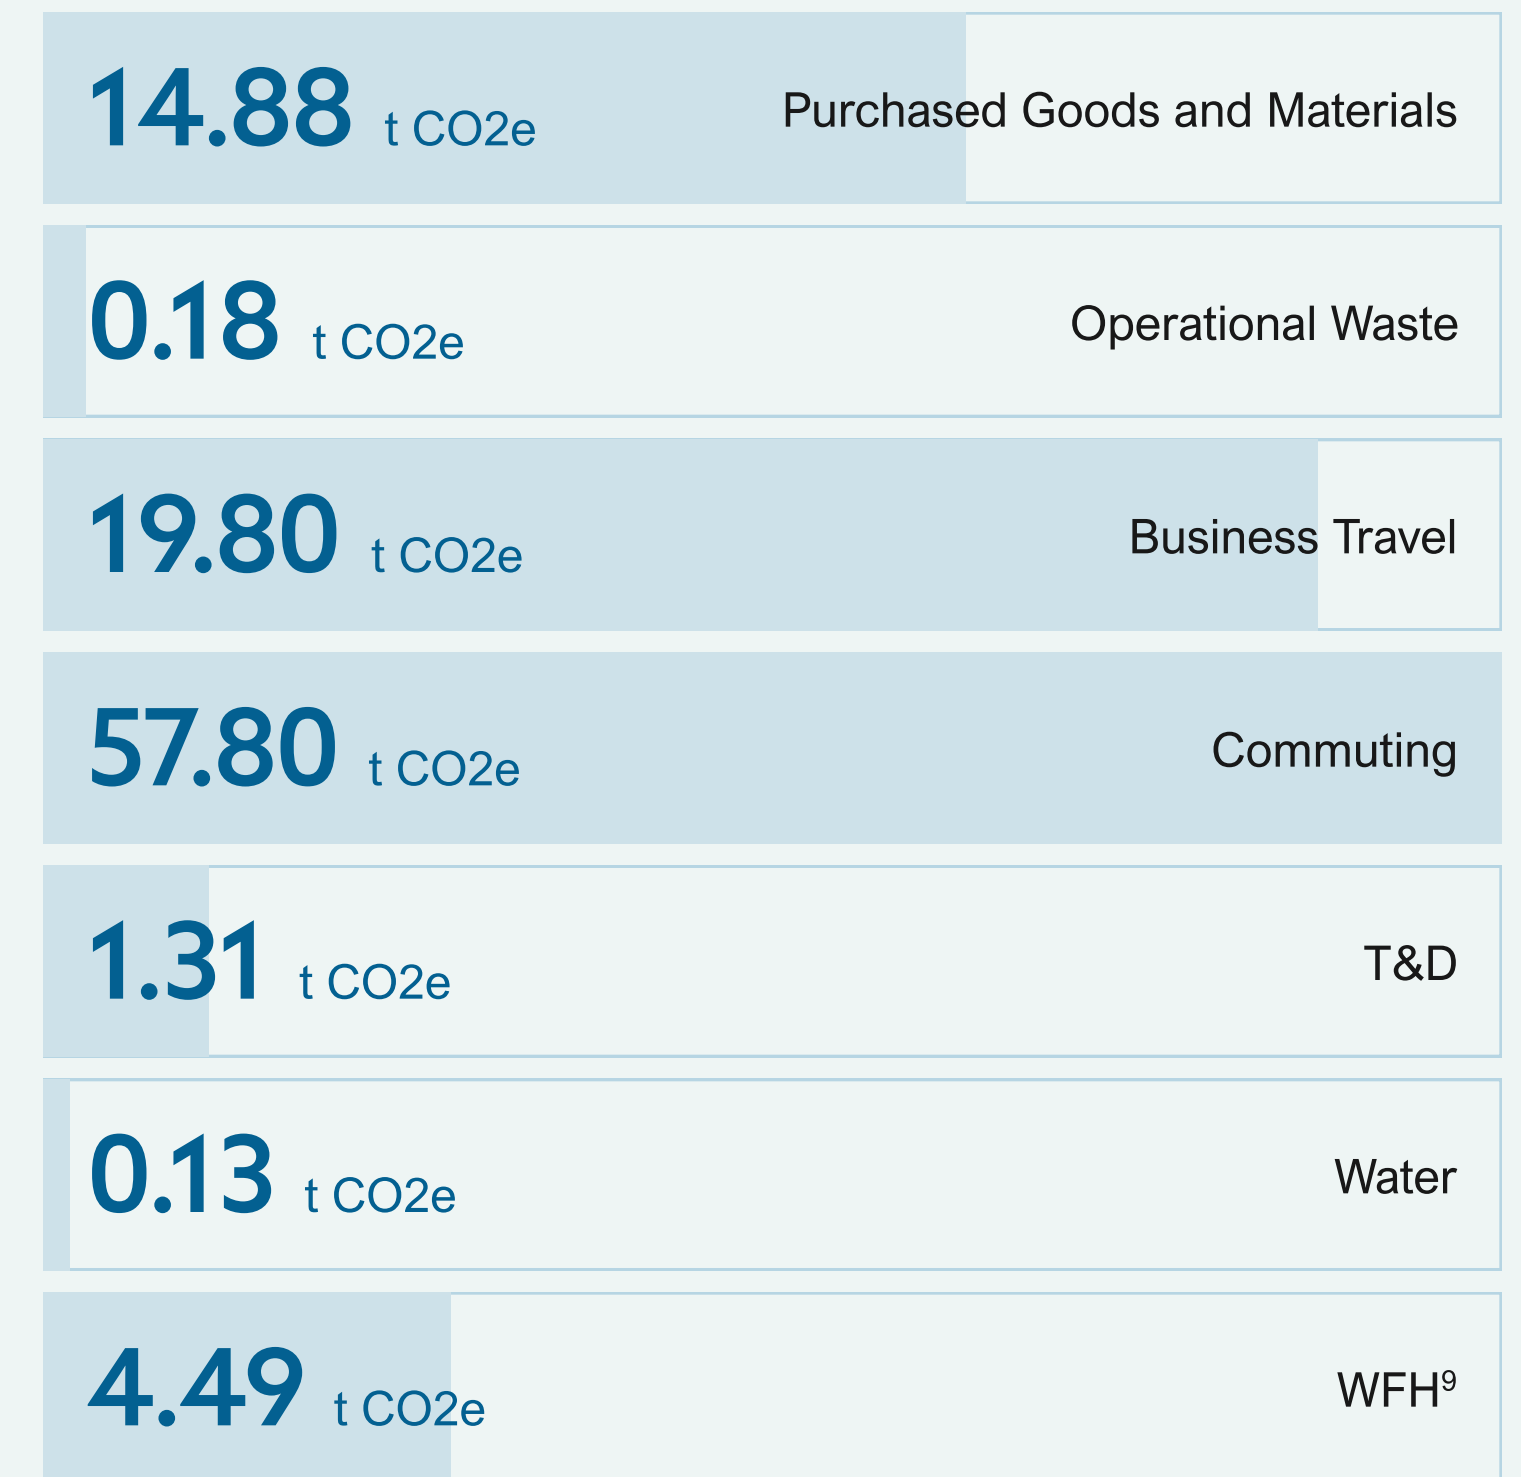 14.88 t CO2e Purchased Goods and Materials
0.18 t CO2e Operational Waste
19.80 t CO2e Business Travel
57.80 t CO2e Commuting
1.31 t CO2e T&D
0.13 t CO2e Water
4.49 t CO2e WFH⁹